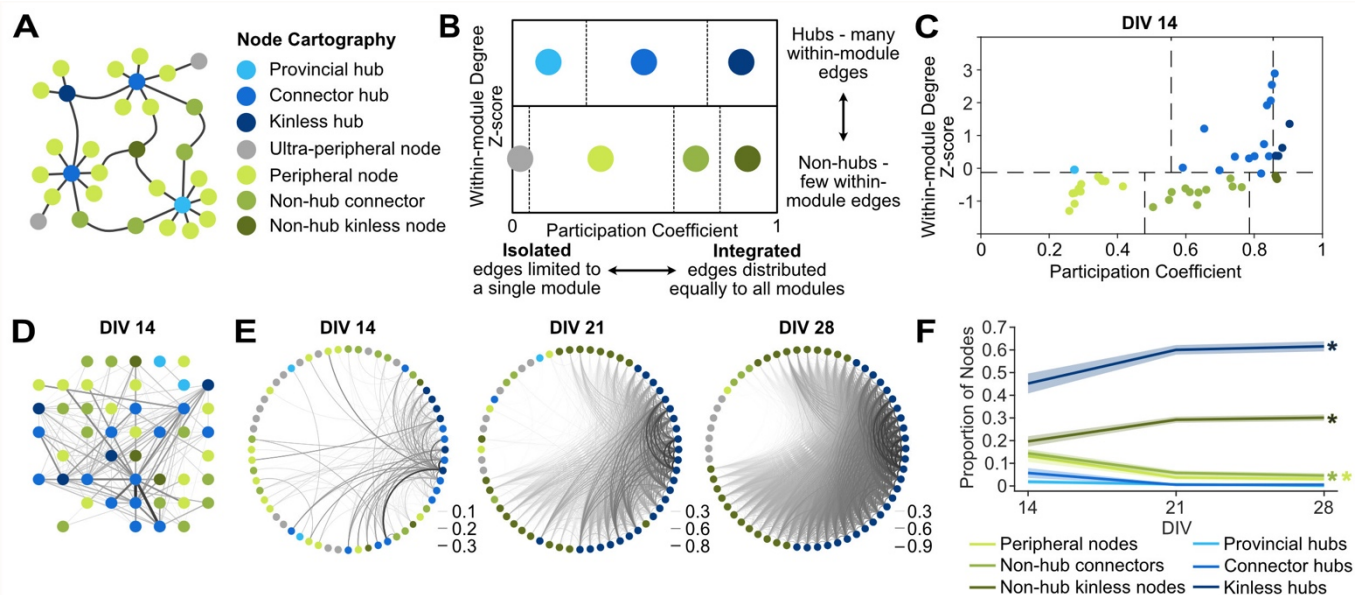 A
Node Cartography
Provincial hub
Connector hub
Kinless hub
Ultra-peripheral node
Peripheral node
Non-hub connector
Non-hub kinless node
B
Within-module Degree
Z-score
0
1
Participation Coefficient
Isolated
edges limited to
a single module
Integrated
edges distributed
equally to all modules
Hubs - many
within-module
edges
Non-hubs -
few within-
module edges
C
DIV 14
Within-module Degree
Z-score
3
2
1
0
-1
0
0.2
0.4
0.6
0.8
1
Participation Coefficient
D
DIV 14
E
DIV 14
0.1
0.2
0.3
DIV 21
0.3
0.6
0.8
DIV 28
0.3
0.6
0.9
F
Proportion of Nodes
0.7
0.6
0.5
0.4
0.3
0.2
0.1
0
*
*
**
14
21
28
DIV
Peripheral nodes
Non-hub connectors
Non-hub kinless nodes
Provincial hubs
Connector hubs
Kinless hubs